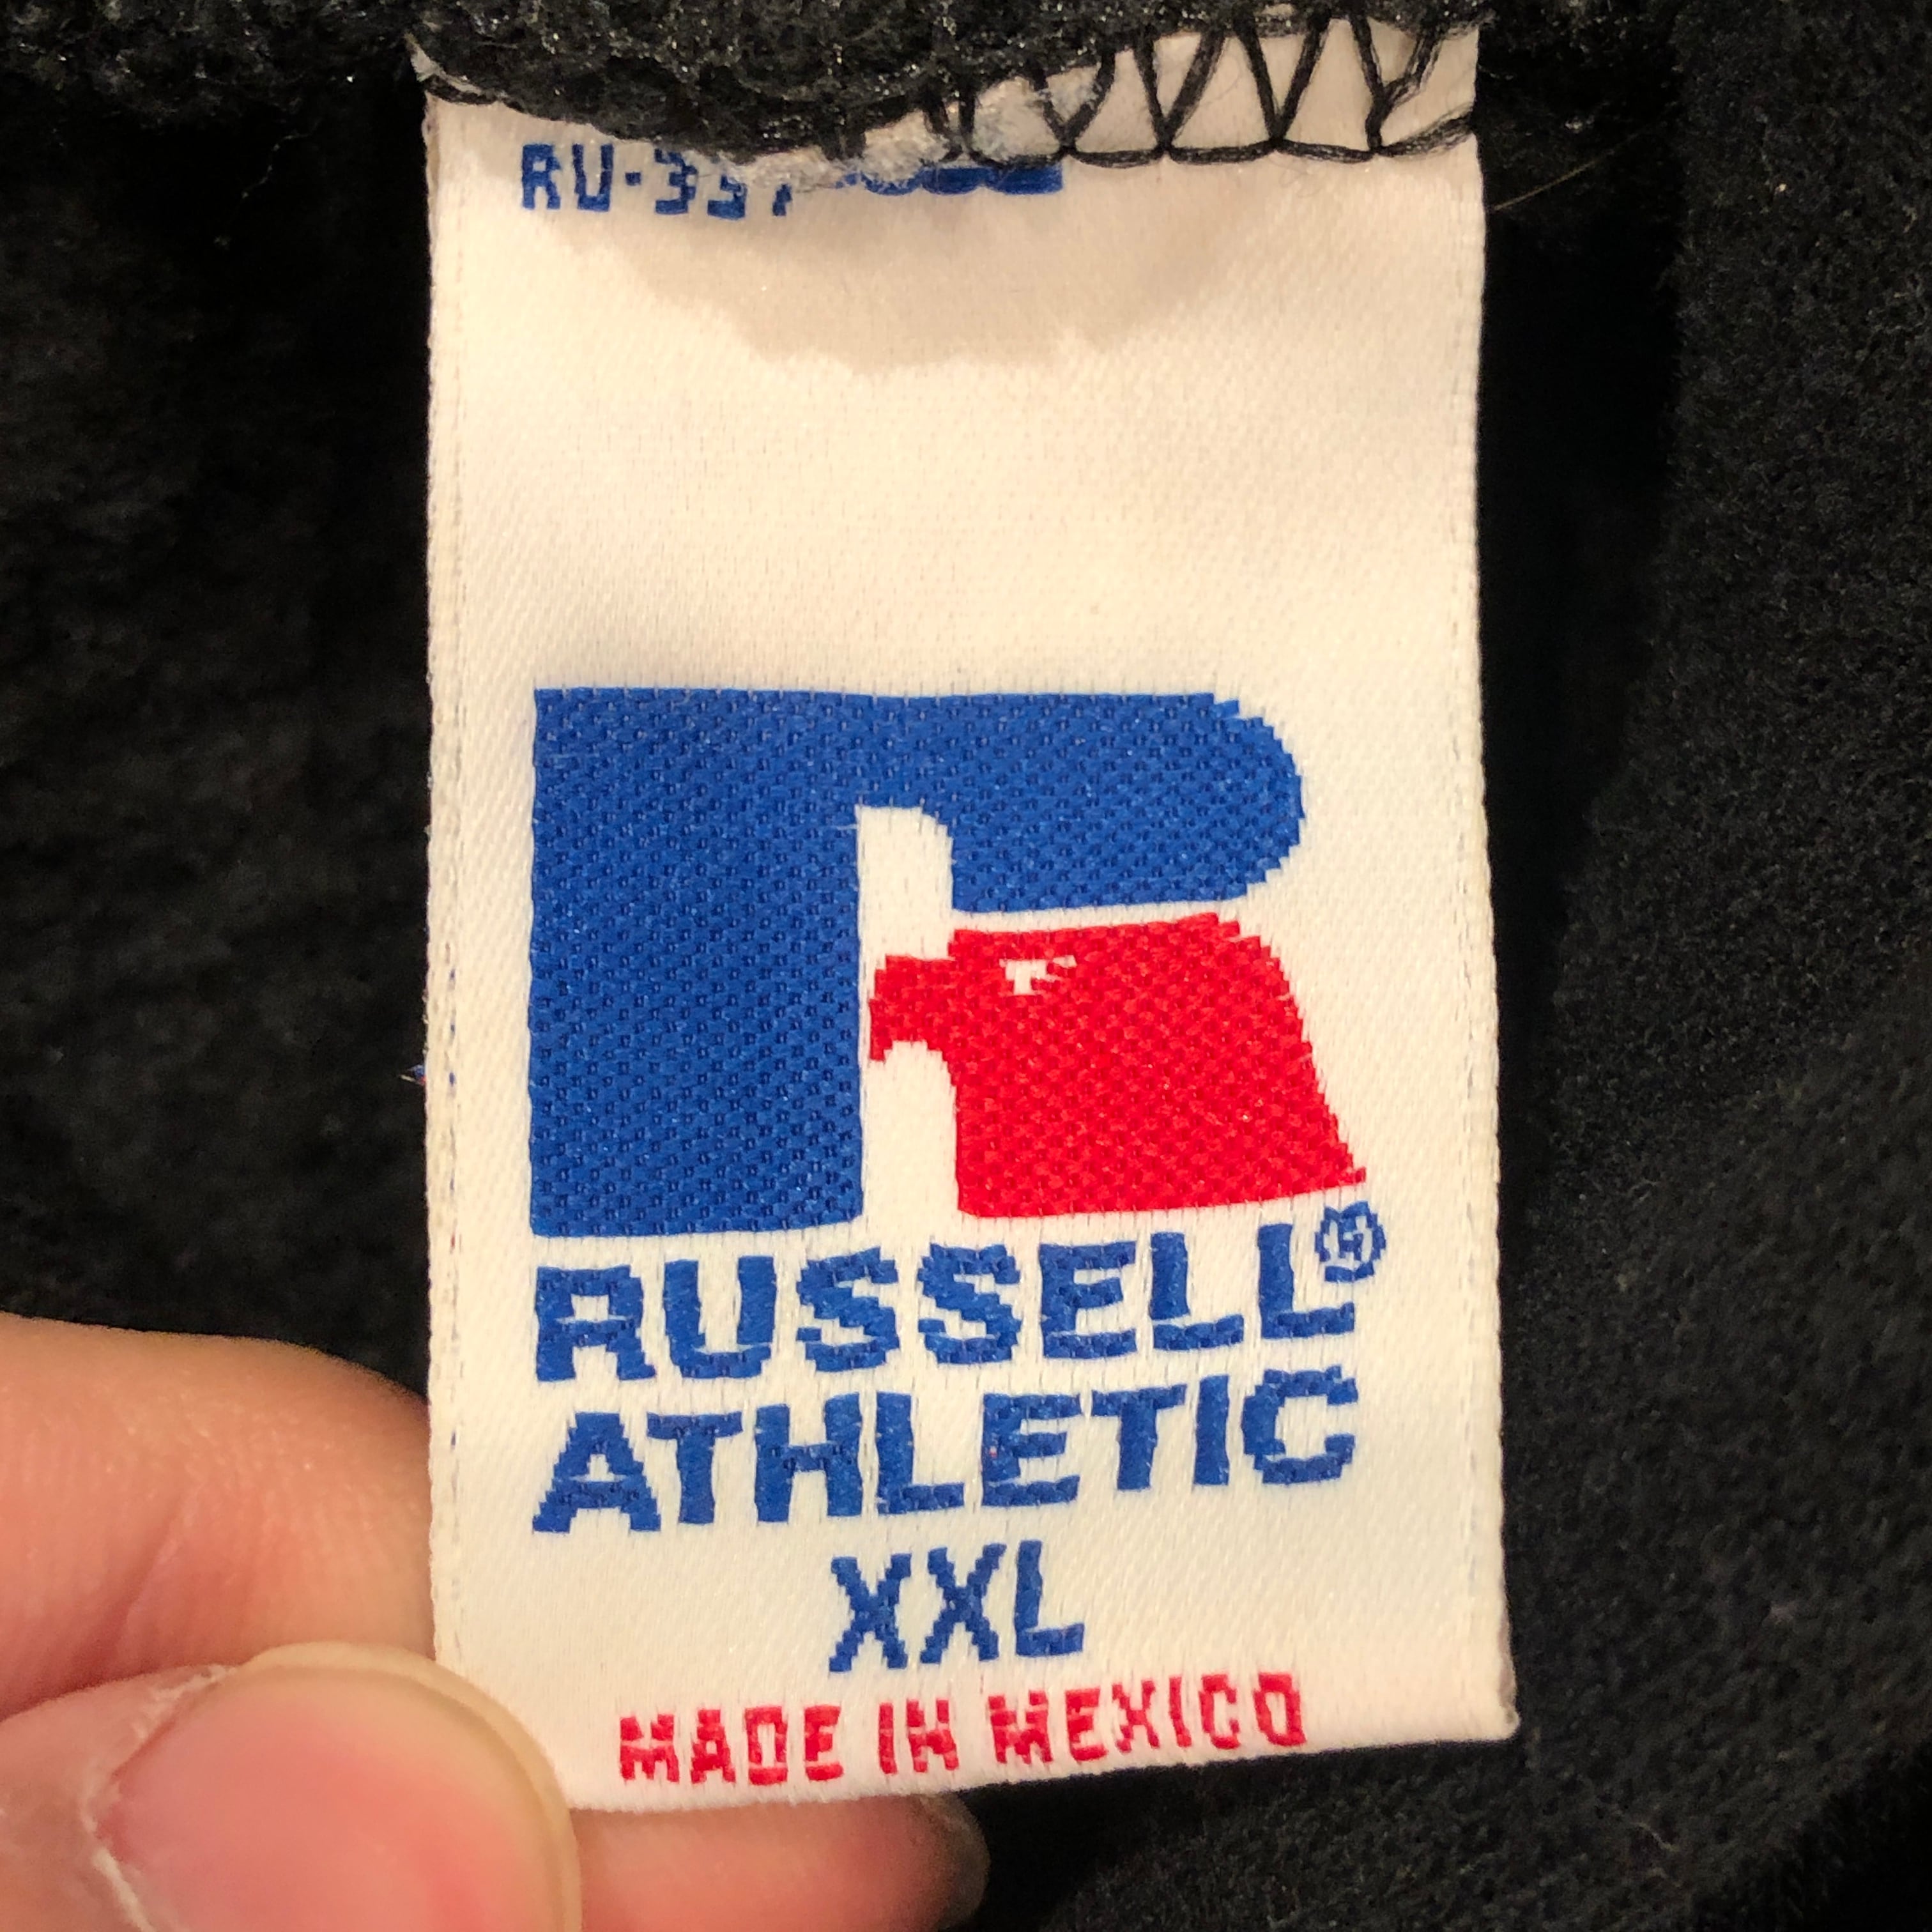 RUSSELL®
ATHLETIC
XXL
MADE IN MEXICO